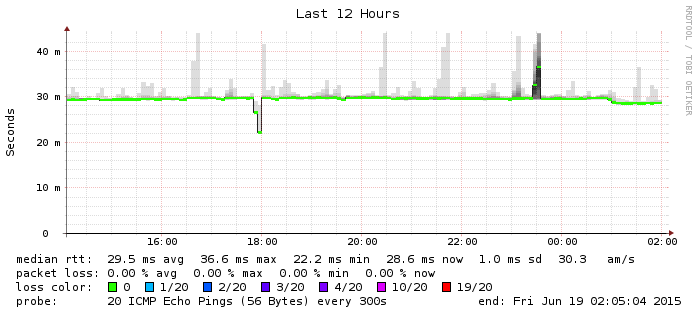 Last 12 Hours
RRDTOOL / TOBI OETIKER
Seconds
40 m
30 m
20 m
10 m
0
16:00 18:00 20:00 22:00 00:00 02:00
median rtt: 29.5 ms avg 36.6 ms max 22.2 ms min 28.6 ms now 1.0 ms sd 30.3 am/s
packet loss: 0.00 % avg 0.00 % max 0.00 % min 0.00 % now
loss color: 0 1/20 2/20 3/20 4/20 10/20 19/20
probe: 20 ICMP Echo Pings (56 Bytes) every 300s end: Fri Jun 19 02:05:04 2015